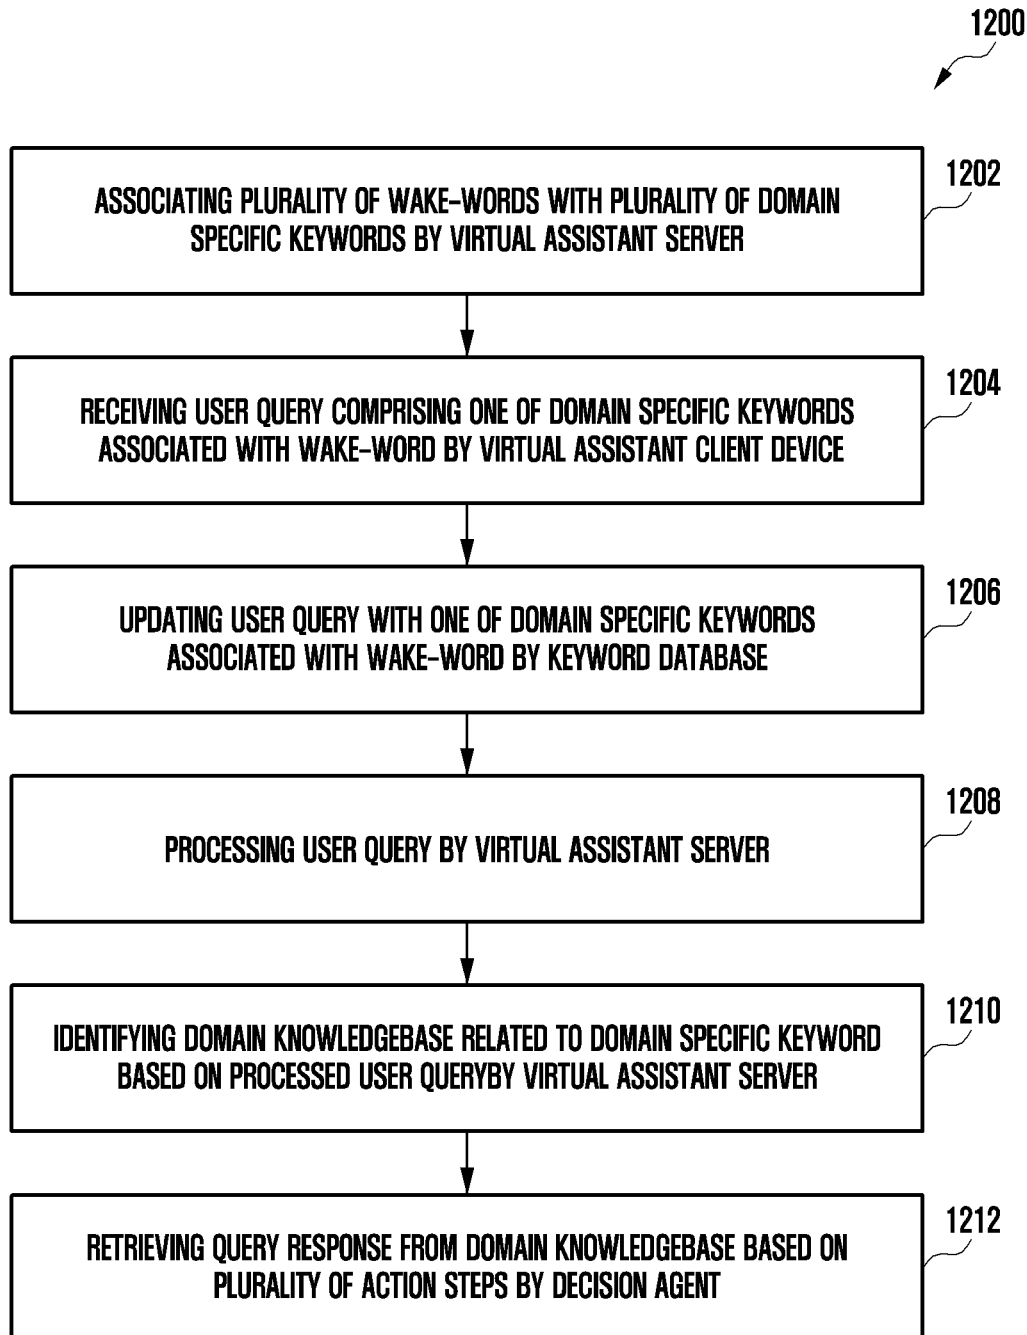 1200
1202
ASSOCIATING PLURALITY OF WAKE-WORDS WITH PLURALITY OF DOMAIN
SPECIFIC KEYWORDS BY VIRTUAL ASSISTANT SERVER
1204
RECEIVING USER QUERY COMPRISING ONE OF DOMAIN SPECIFIC KEYWORDS
ASSOCIATED WITH WAKE-WORD BY VIRTUAL ASSISTANT CLIENT DEVICE
1206
UPDATING USER QUERY WITH ONE OF DOMAIN SPECIFIC KEYWORDS
ASSOCIATED WITH WAKE-WORD BY KEYWORD DATABASE
1208
PROCESSING USER QUERY BY VIRTUAL ASSISTANT SERVER
1210
IDENTIFYING DOMAIN KNOWLEDGEBASE RELATED TO DOMAIN SPECIFIC KEYWORD
BASED ON PROCESSED USER QUERYBY VIRTUAL ASSISTANT SERVER
1212
RETRIEVING QUERY RESPONSE FROM DOMAIN KNOWLEDGEBASE BASED ON
PLURALITY OF ACTION STEPS BY DECISION AGENT